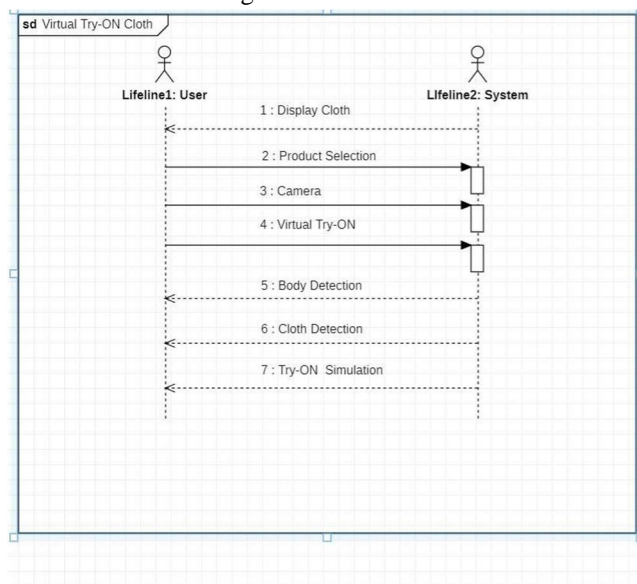 sd Virtual Try-ON Cloth
Lifeline1: User
LIfeline2: System
1 : Display Cloth
2 : Product Selection
3 : Camera
4 : Virtual Try-ON
5 : Body Detection
6 : Cloth Detection
7 : Try-ON Simulation